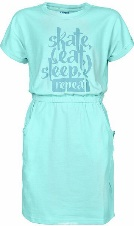 skate,
eat,
sleep,
repeat